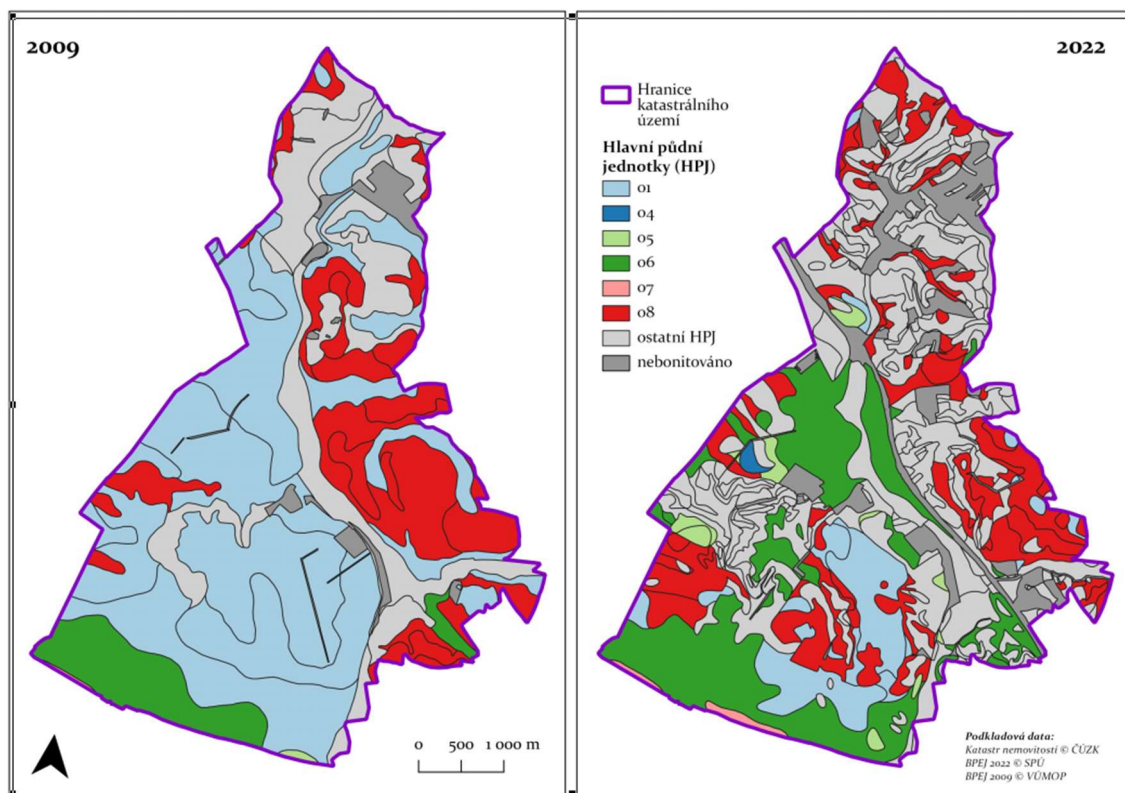 2009
2022
Hranice
katastrálního
území
Hlavní půdní
jednotky (HPJ)
01
04
05
06
07
08
ostatní HPJ
nebonitováno
0 500 1 000 m
Podkladová data:
Katastr nemovitostí © ČÚZK
BPEJ 2022 © SPÚ
BPEJ 2009 © VÚMOP